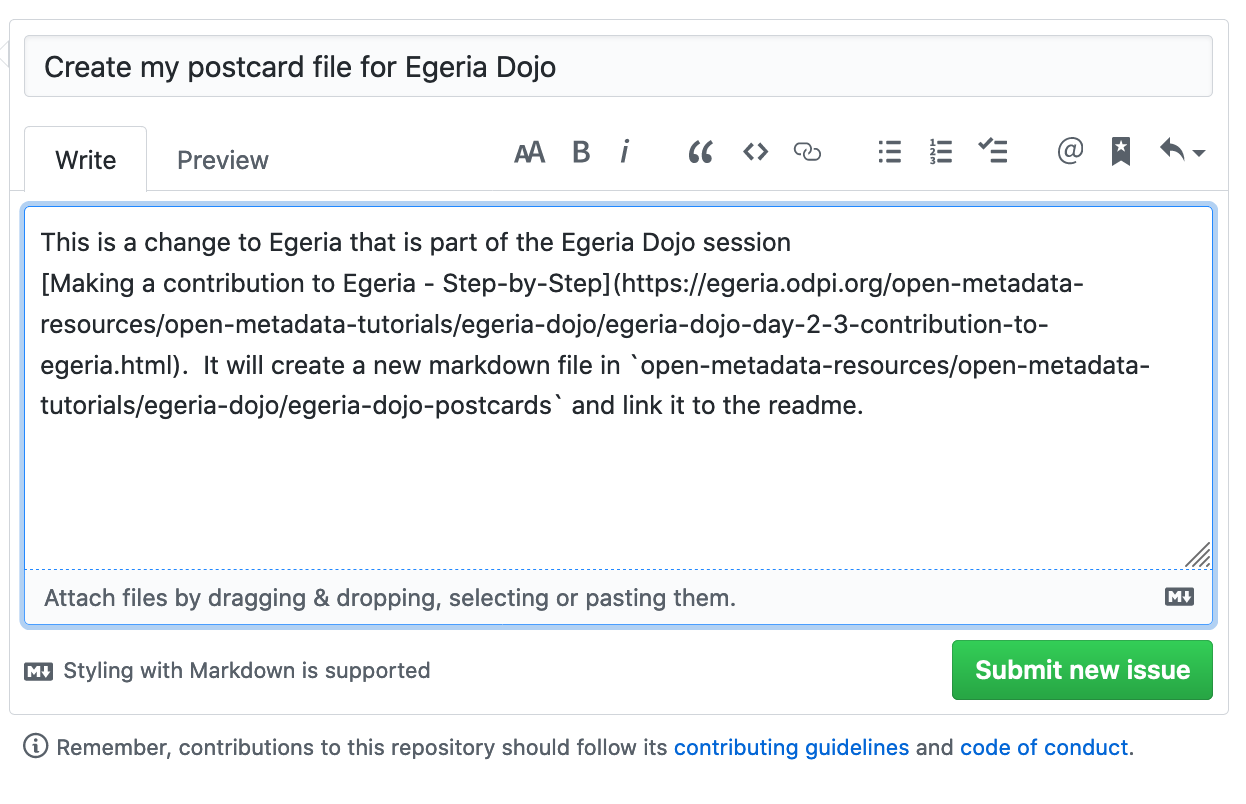 Create my postcard file for Egeria Dojo
Write
Preview
AA B i “ <> @
This is a change to Egeria that is part of the Egeria Dojo session
[Making a contribution to Egeria - Step-by-Step](https://egeria.odpi.org/open-metadata-
resources/open-metadata-tutorials/egeria-dojo/egeria-dojo-day-2-3-contribution-to-
egeria.html).  It will create a new markdown file in `open-metadata-resources/open-metadata-
tutorials/egeria-dojo/egeria-dojo-postcards` and link it to the readme.
Attach files by dragging & dropping, selecting or pasting them.
M↓
M↓ Styling with Markdown is supported
Submit new issue
Remember, contributions to this repository should follow its contributing guidelines and code of conduct.